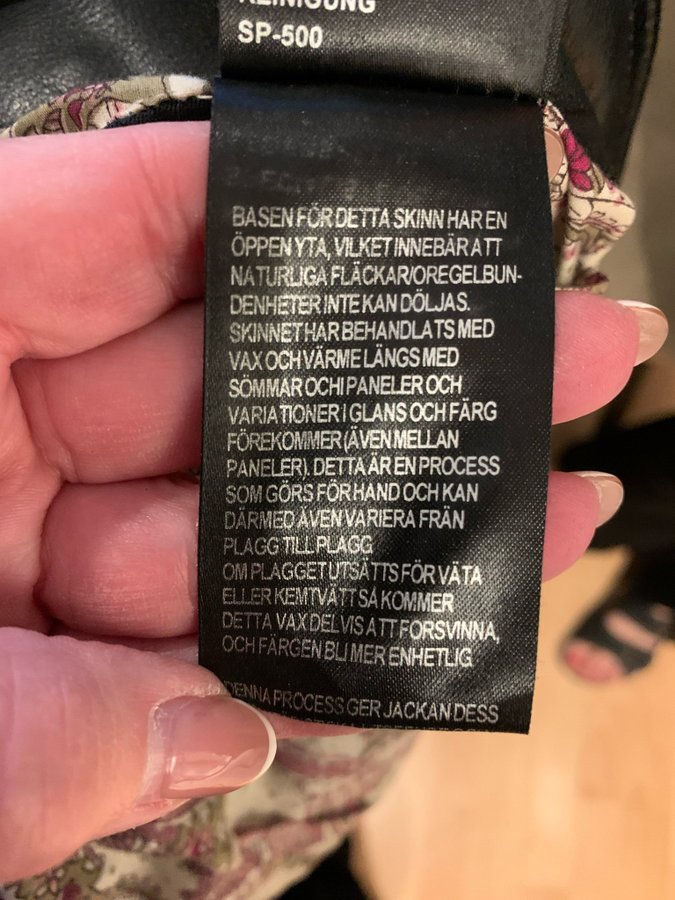 REINIGUNG
SP-500
BASEN FÖR DETTA SKINN HAR EN
ÖPPEN YTA, VILKET INNEBÄR ATT
NATURLIGA FLÄCKAR/OREGELBUN-
DENHETER INTE KAN DÖLJAS.
SKINNET HAR BEHANDLATS MED
VAX OCH VÄRME LÄNGS MED
SÖMMAR OCH I PANELER OCH
VARIATIONER I GLANS OCH FÄRG
FÖREKOMMER (ÄVEN MELLAN
PANELER). DETTA ÄR EN PROCESS
SOM GÖRS FÖR HAND OCH KAN
DÄRMED ÄVEN VARIERA FRÄN
PLAGG TILL PLAGG
OM PLAGGET UTSÄTTS FÖR VÄTA
ELLER KEMTVÄTT SÅ KOMMER
DETTA VAX DELVIS ATT FORSVINNA,
OCH FÄRGEN BLI MER ENHETLIG
DENNA PROCESS GER JACKAN DESS